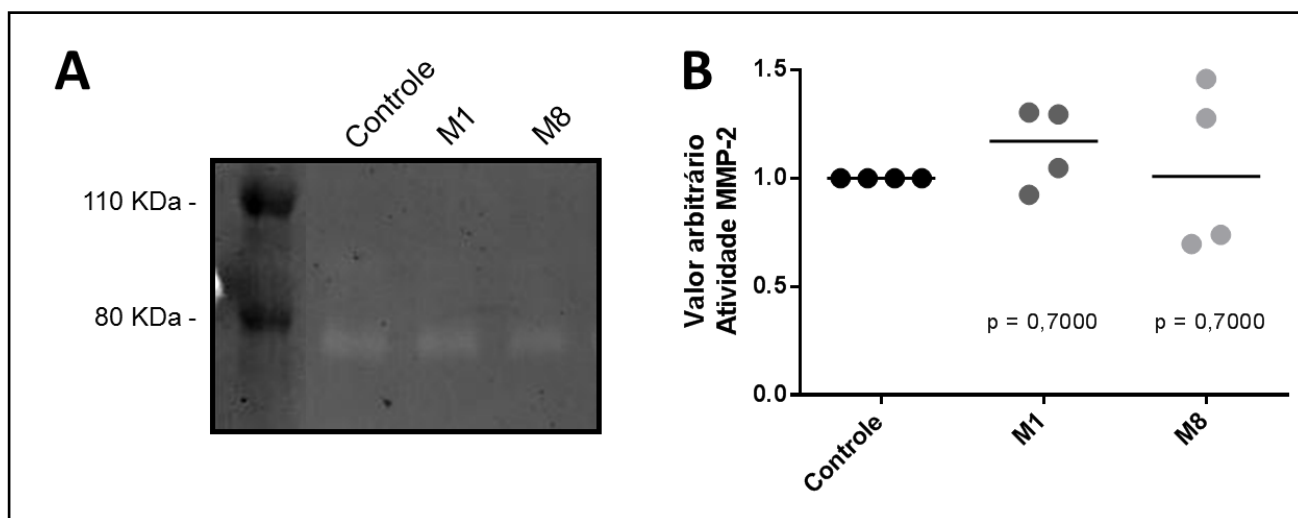 A
Controle
M1
M8
110 KDa -
80 KDa -
B
Valor arbitrário
Atividade MMP-2
1.5
1.0
0.5
0.0
p = 0,7000
p = 0,7000
Controle
M1
M8